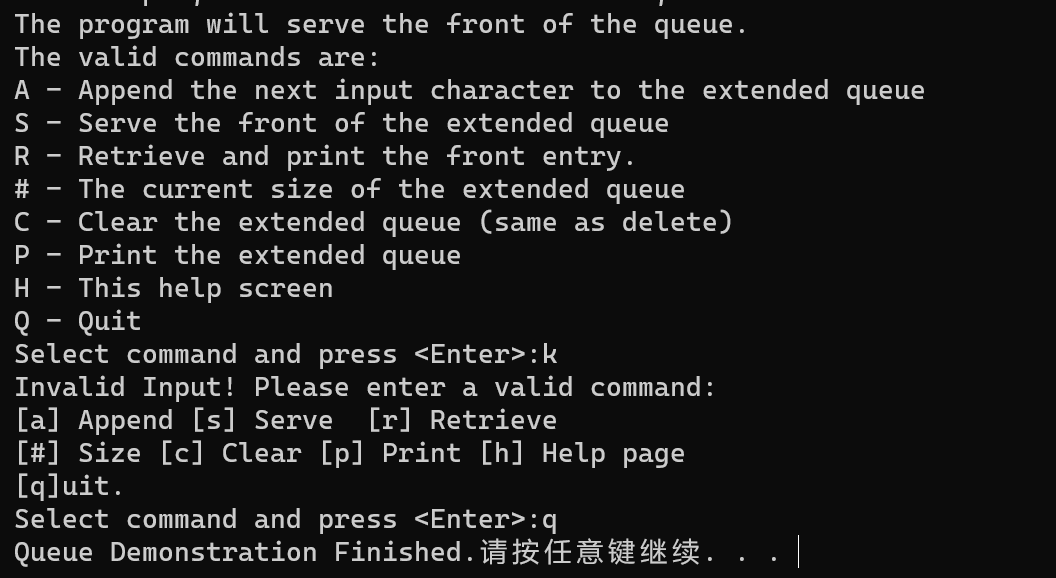 The program will serve the front of the queue.
The valid commands are:
A - Append the next input character to the extended queue
S - Serve the front of the extended queue
R - Retrieve and print the front entry.
# - The current size of the extended queue
C - Clear the extended queue (same as delete)
P - Print the extended queue
H - This help screen
Q - Quit
Select command and press <Enter>:k
Invalid Input! Please enter a valid command:
[a] Append [s] Serve  [r] Retrieve
[#] Size [c] Clear [p] Print [h] Help page
[q]uit.
Select command and press <Enter>:q
Queue Demonstration Finished.请按任意键继续. . .